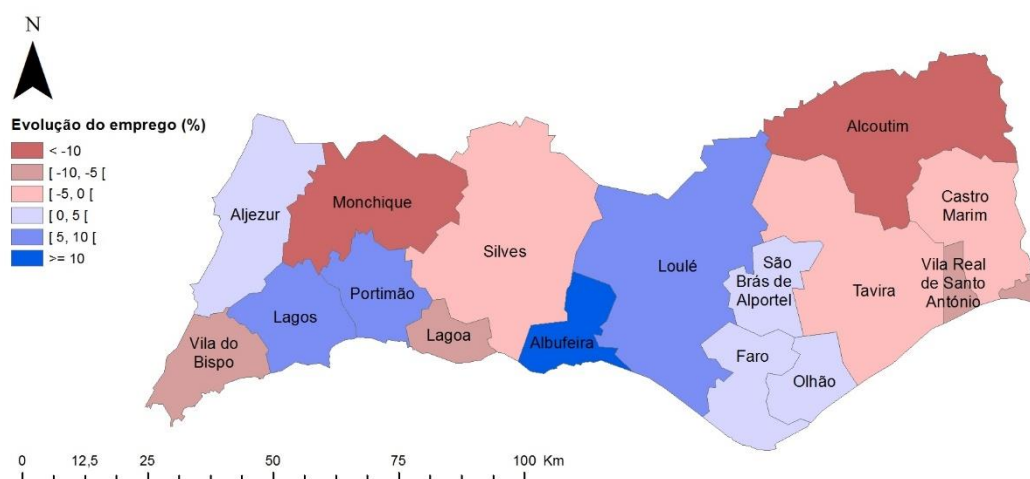 N
Evolução do emprego (%)
< -10
[ -10, -5 [
[ -5, 0 [
[ 0, 5 [
[ 5, 10 [
>= 10
Alcoutim
Aljezur
Monchique
Castro
Marim
Silves
Loulé
São
Brás de
Alportel
Vila Real
de Santo
António
Tavira
Portimão
Lagos
Lagoa
Albufeira
Vila do
Bispo
Faro
Olhão
0 12,5 25 50 75 100 Km